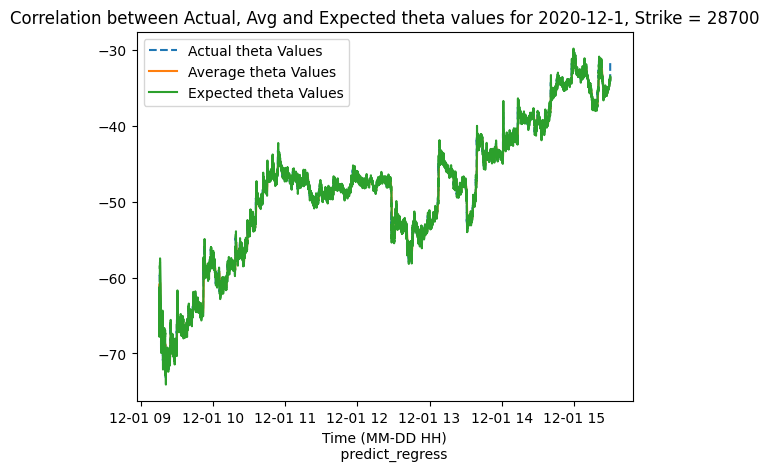 Correlation between Actual, Avg and Expected theta values for 2020-12-1, Strike = 28700
Actual theta Values
Average theta Values
Expected theta Values
−30
−40
−50
−60
−70
12-01 09 12-01 10 12-01 11 12-01 12 12-01 13 12-01 14 12-01 15
Time (MM-DD HH)
predict_regress